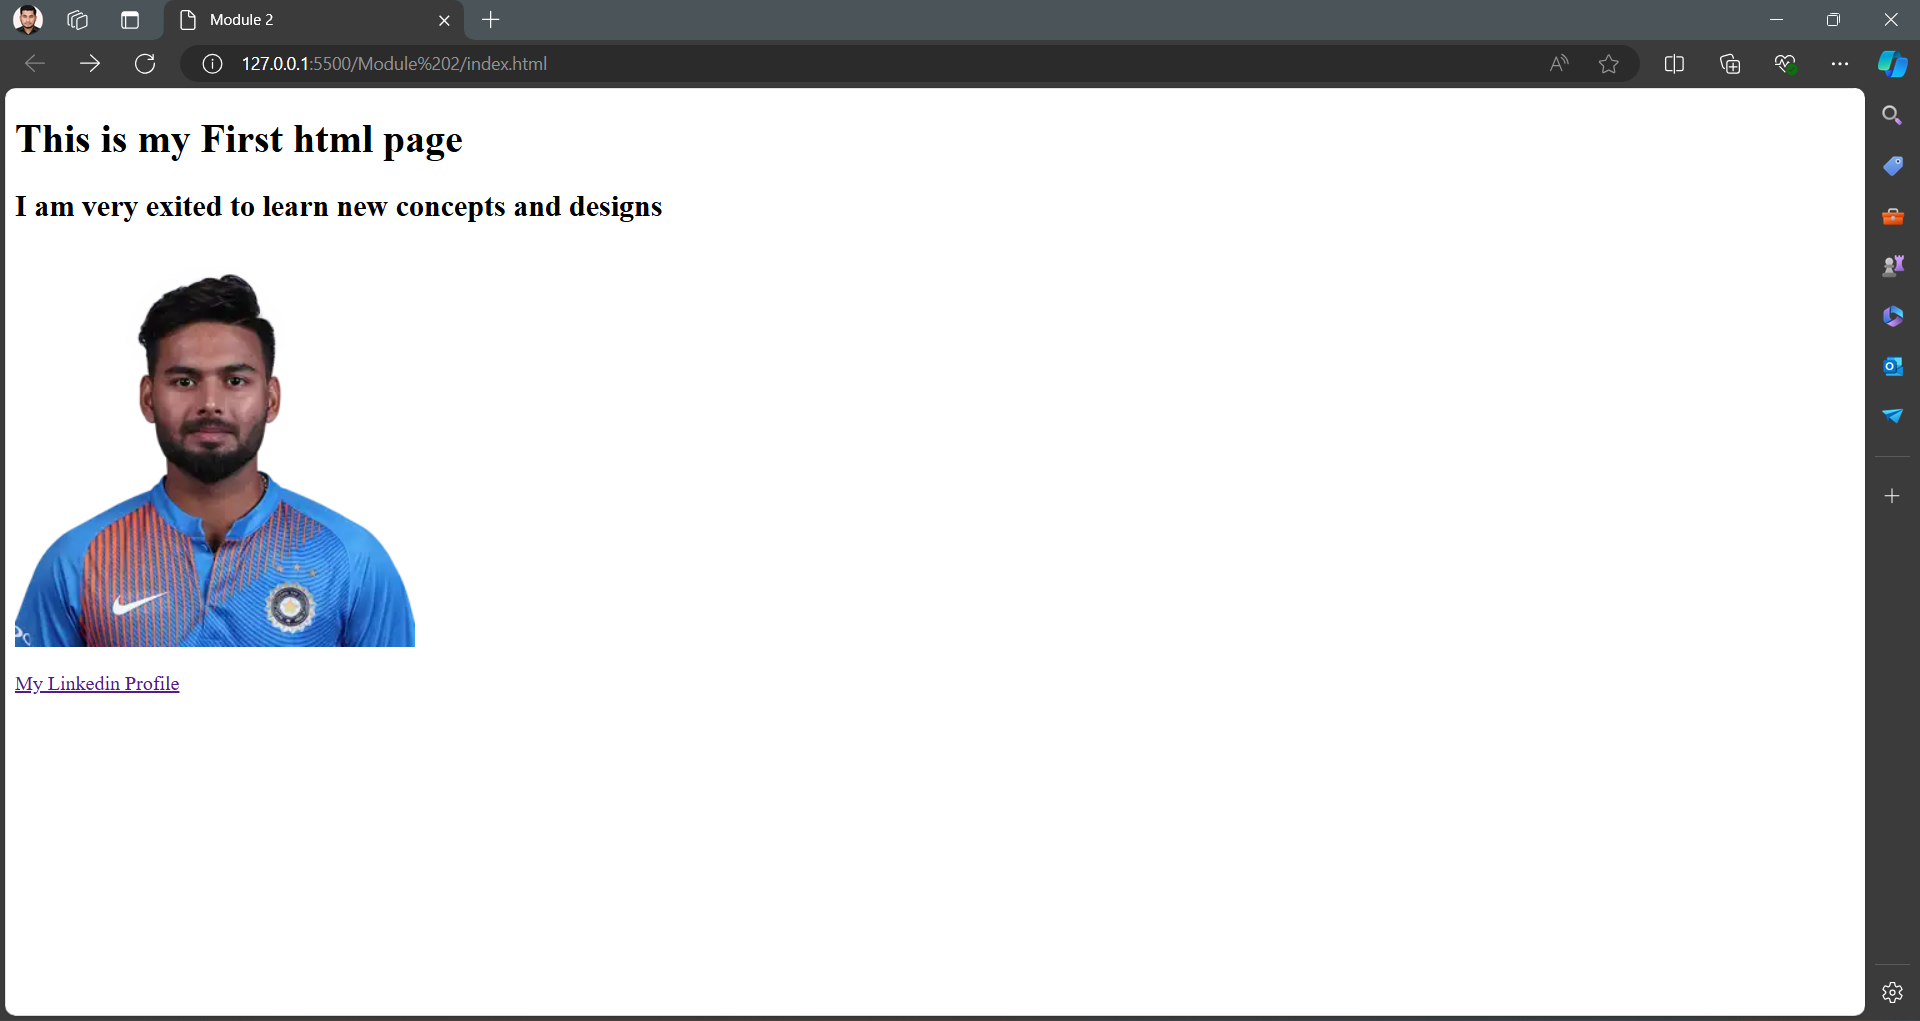 Module 2
127.0.0.1:5500/Module%202/index.html
This is my First html page
I am very exited to learn new concepts and designs
My Linkedin Profile